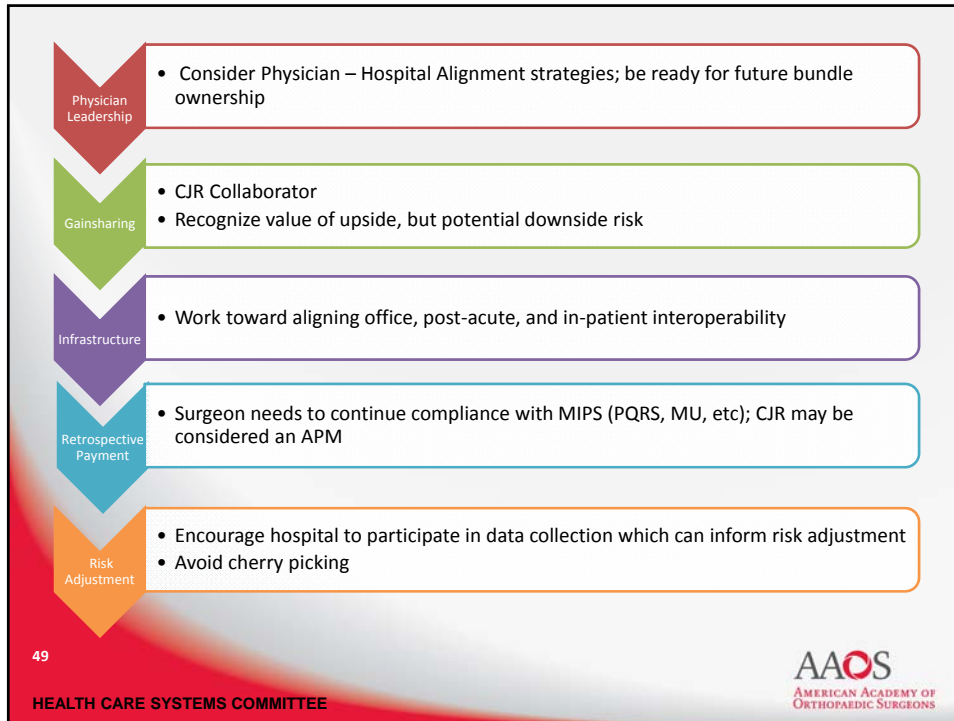 Physician
Leadership
• Consider Physician – Hospital Alignment strategies; be ready for future bundle
ownership
Gainsharing
• CJR Collaborator
• Recognize value of upside, but potential downside risk
Infrastructure
• Work toward aligning office, post-acute, and in-patient interoperability
Retrospective
Payment
• Surgeon needs to continue compliance with MIPS (PQRS, MU, etc); CJR may be
considered an APM
Risk
Adjustment
• Encourage hospital to participate in data collection which can inform risk adjustment
• Avoid cherry picking
49
HEALTH CARE SYSTEMS COMMITTEE
AAOS
AMERICAN ACADEMY OF
ORTHOPAEDIC SURGEONS